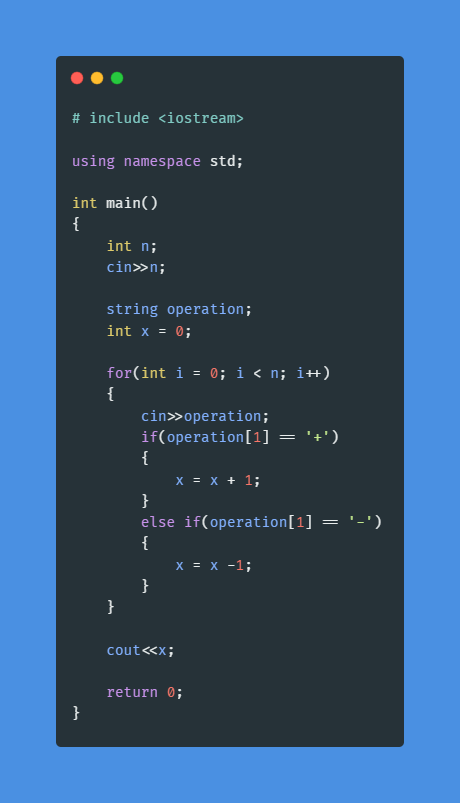 # include <iostream>
using namespace std;
int main()
{
    int n;
    cin>>n;
    string operation;
    int x = 0;
    for(int i = 0; i < n; i++)
    {
        cin>>operation;
        if(operation[1] == '+')
        {
            x = x + 1;
        }
        else if(operation[1] == '-')
        {
            x = x -1;
        }
    }
    cout<<x;
    return 0;
}